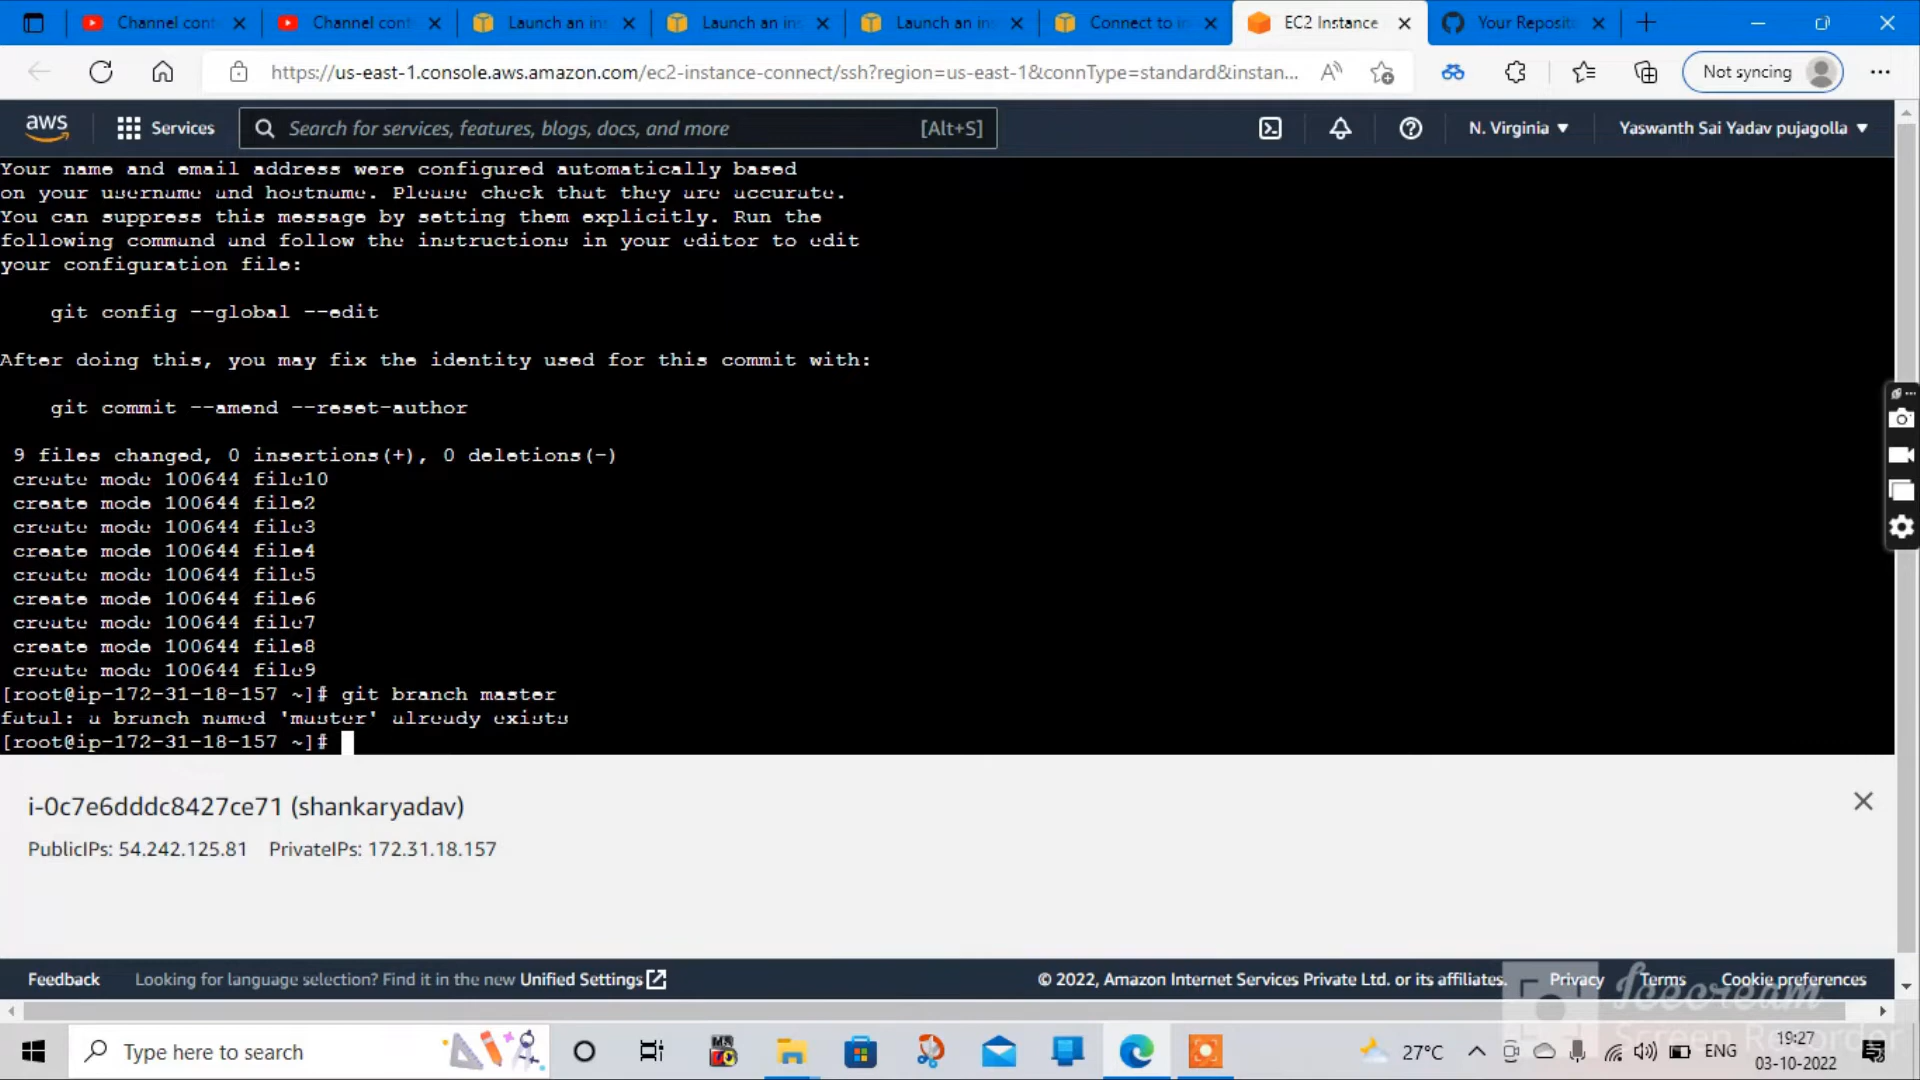 Channel cont
Channel cont
Launch an ins
Launch an ins
Launch an ins
Connect to in
EC2 Instance
Your Reposito
https://us-east-1.console.aws.amazon.com/ec2-instance-connect/ssh?region=us-east-1&connType=standard&instan...
Not syncing
aws
Services
Search for services, features, blogs, docs, and more
[Alt+S]
N. Virginia
Yaswanth Sai Yadav pujagolla
Your name and email address were configured automatically based
on your username and hostname. Please check that they are accurate.
You can suppress this message by setting them explicitly. Run the
following command and follow the instructions in your editor to edit
your configuration file:
git config --global --edit
After doing this, you may fix the identity used for this commit with:
git commit --amend --reset-author
9 files changed, 0 insertions(+), 0 deletions(-)
create mode 100644 file10
create mode 100644 file2
create mode 100644 file3
create mode 100644 file4
create mode 100644 file5
create mode 100644 file6
create mode 100644 file7
create mode 100644 file8
create mode 100644 file9
[root@ip-172-31-18-157 ~]# git branch master
fatal: a branch named 'master' already exists
[root@ip-172-31-18-157 ~]#
i-0c7e6dddc8427ce71 (shankaryadav)
PublicIPs: 54.242.125.81 PrivateIPs: 172.31.18.157
Feedback
Looking for language selection? Find it in the new Unified Settings
© 2022, Amazon Internet Services Private Ltd. or its affiliates.
Privacy
Terms
Cookie preferences
Icecream
Screen Recorder
Type here to search
27°C
ENG
19:27
03-10-2022